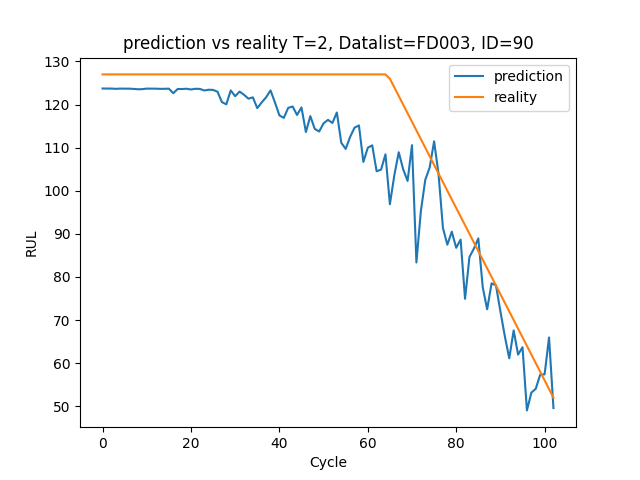 prediction vs reality T=2, Datalist=FD003, ID=90
prediction
reality
130
120
110
100
90
80
70
60
50
RUL
0 20 40 60 80 100
Cycle